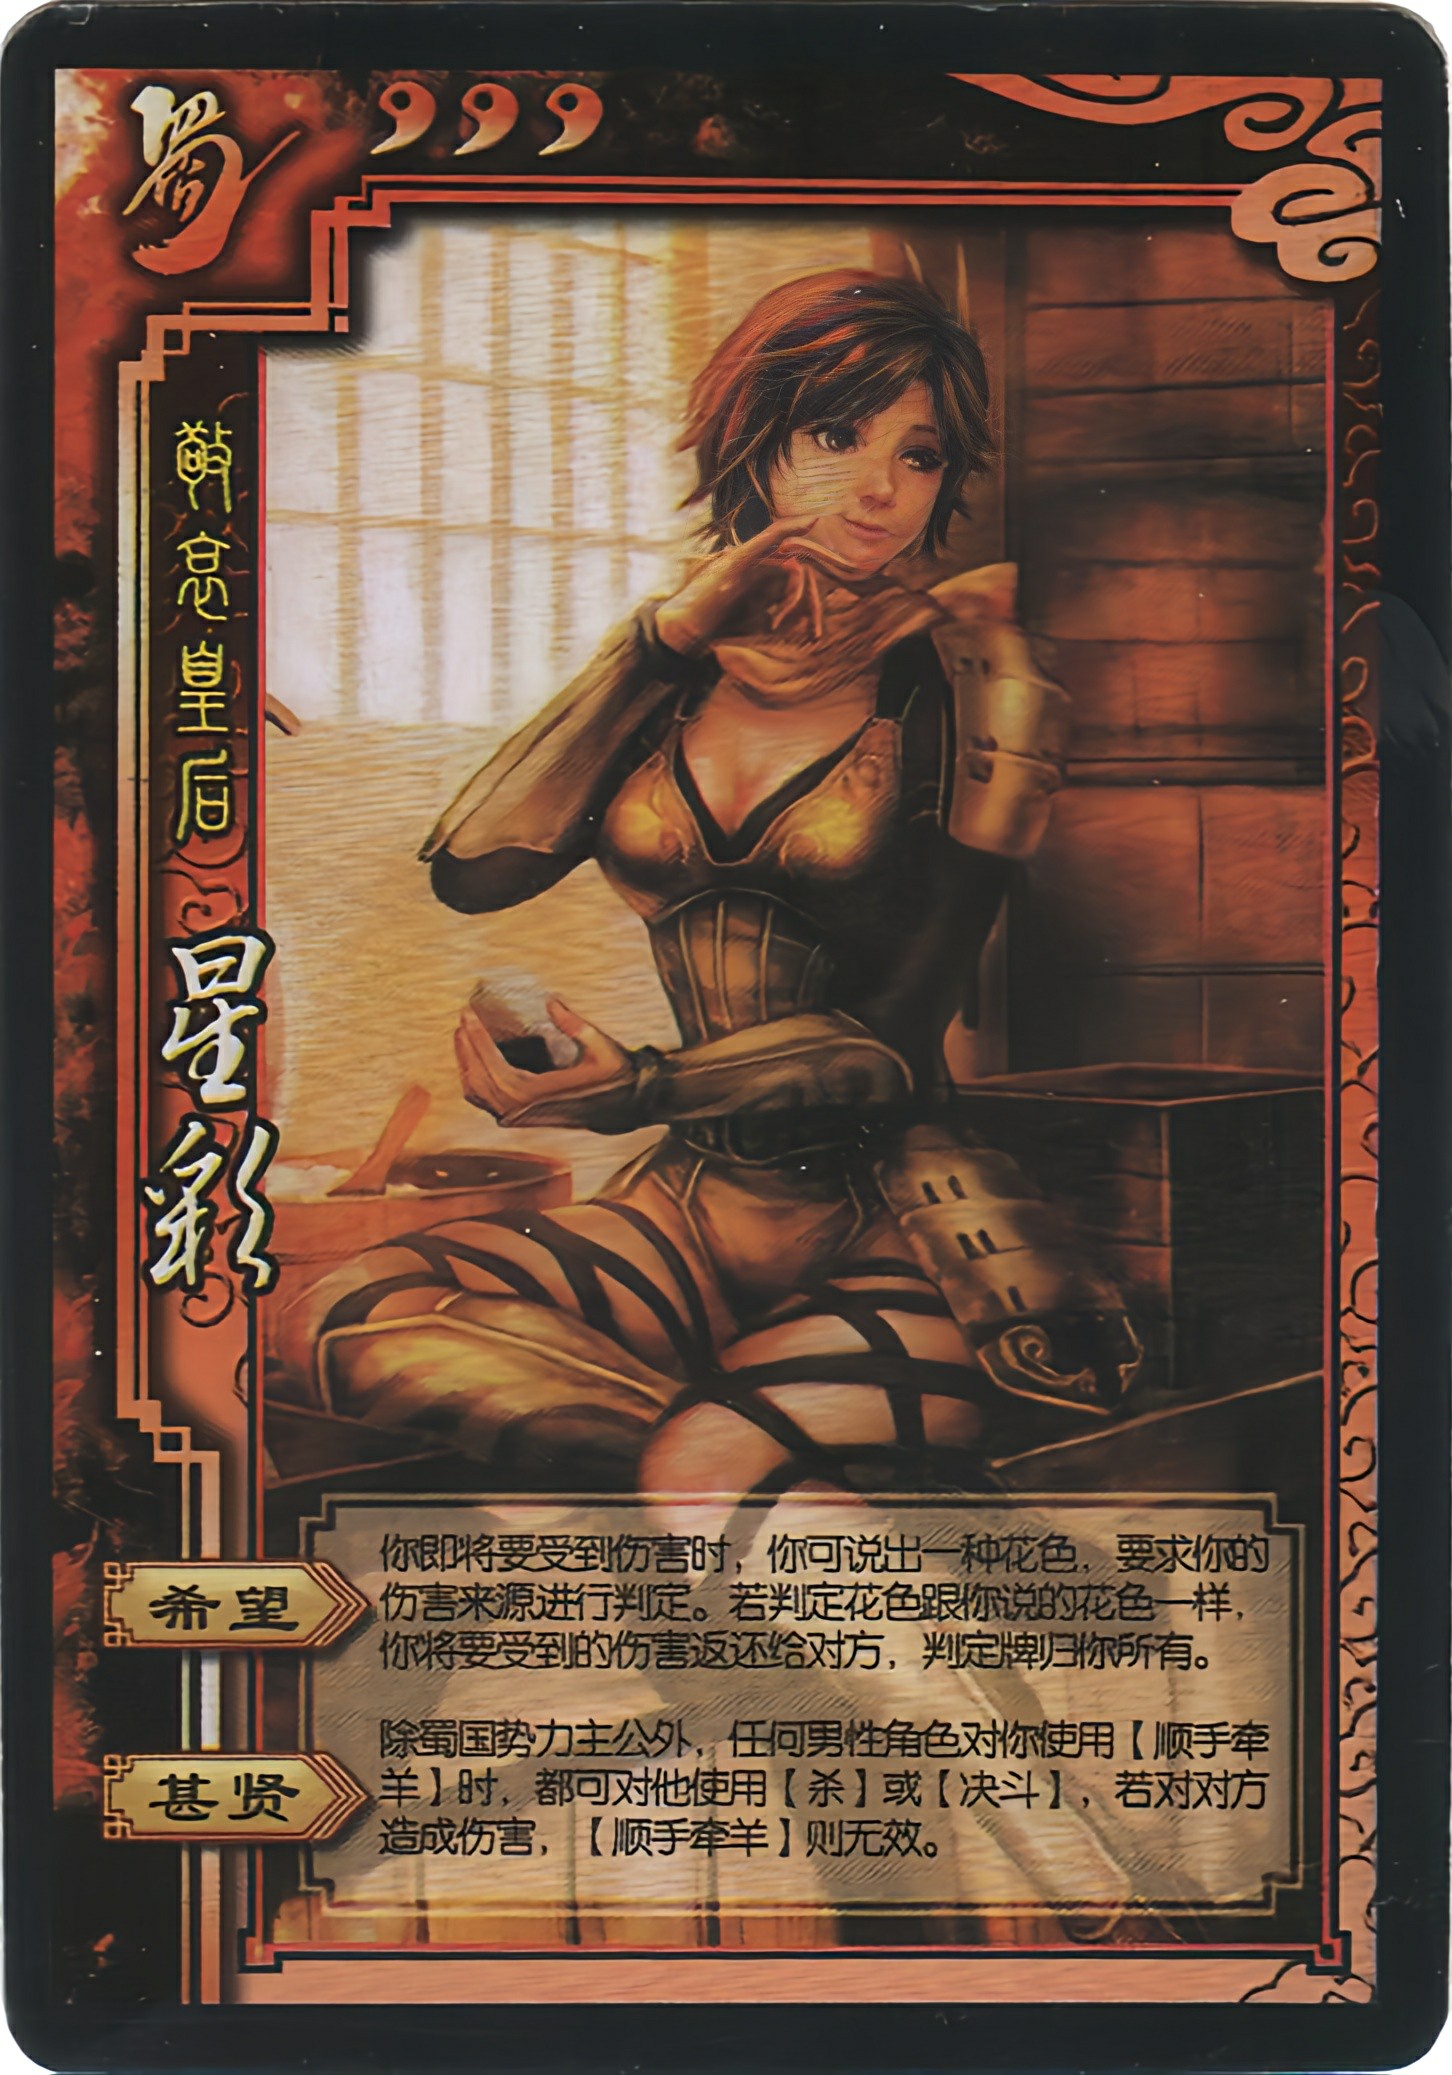 蜀
敬哀皇后
星彩
希望
你即将要受到伤害时，你可说出一种花色，要求你的
伤害来源进行判定。若判定花色跟你说的花色一样，
你将要受到的伤害返还给对方，判定牌归你所有。
甚贤
除蜀国势力主公外，任何男性角色对你使用【顺手牵
羊】时，都可对他使用【杀】或【决斗】，若对对方
造成伤害，【顺手牵羊】则无效。